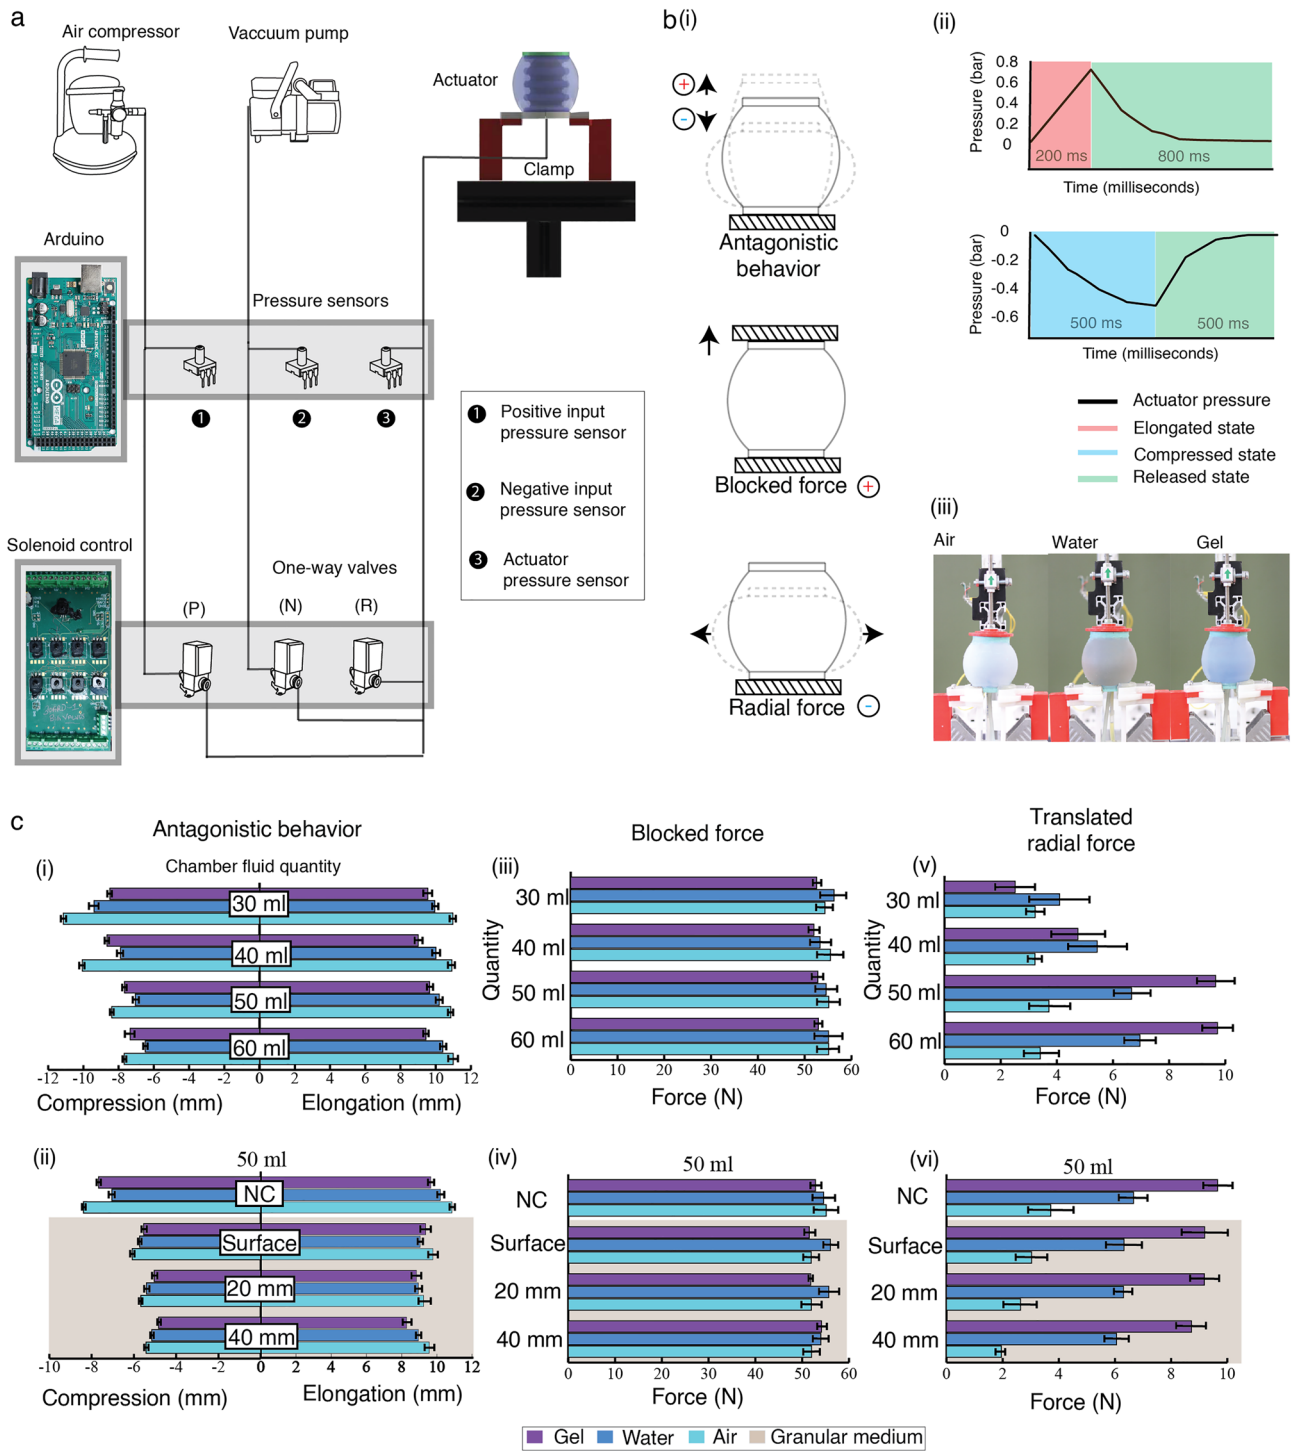 a
Air compressor
Vaccuum pump
Actuator
Clamp
Arduino
Pressure sensors
1
2
3
1 Positive input
pressure sensor
2 Negative input
pressure sensor
3 Actuator
pressure sensor
Solenoid control
One-way valves
(P)
(N)
(R)
b
(i)
+
-
Antagonistic
behavior
Blocked force +
Radial force -
(ii)
Pressure (bar)
0.8
0.6
0.4
0.2
0
200 ms
800 ms
Time (milliseconds)
Pressure (bar)
0
-0.2
-0.4
-0.6
500 ms
500 ms
Time (milliseconds)
Actuator pressure
Elongated state
Compressed state
Released state
(iii)
Air
Water
Gel
c
Antagonistic behavior
(i)
Chamber fluid quantity
30 ml
40 ml
50 ml
60 ml
-12 -10 -8 -6 -4 -2 0 2 4 6 8 10 12
Compression (mm)
Elongation (mm)
Blocked force
(iii)
Quantity
30 ml
40 ml
50 ml
60 ml
0 10 20 30 40 50 60
Force (N)
Translated
radial force
(v)
Quantity
30 ml
40 ml
50 ml
60 ml
0 2 4 6 8 10
Force (N)
(ii)
50 ml
NC
Surface
20 mm
40 mm
-10 -8 -6 -4 -2 0 2 4 6 8 10 12
Compression (mm)
Elongation (mm)
(iv)
50 ml
NC
Surface
20 mm
40 mm
0 10 20 30 40 50 60
Force (N)
(vi)
50 ml
NC
Surface
20 mm
40 mm
0 2 4 6 8 10
Force (N)
Gel
Water
Air
Granular medium